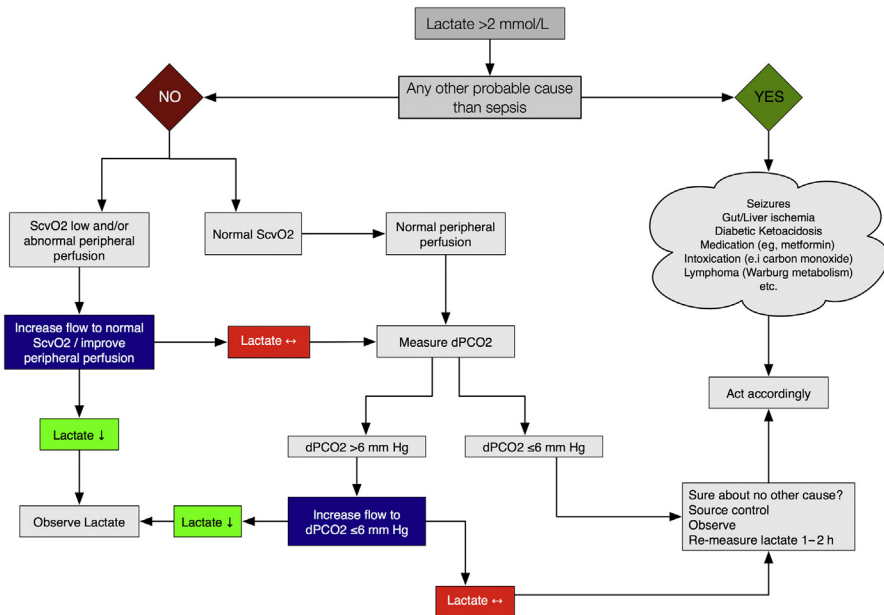 Lactate >2 mmol/L
Any other probable cause
than sepsis
NO
YES
ScvO2 low and/or
abnormal peripheral
perfusion
Normal ScvO2
Normal peripheral
perfusion
Seizures
Gut/Liver ischemia
Diabetic Ketoacidosis
Medication (eg, metformin)
Intoxication (e.i carbon monoxide)
Lymphoma (Warburg metabolism)
etc.
Increase flow to normal
ScvO2 / improve
peripheral perfusion
Lactate ↔
Measure dPCO2
Act accordingly
Lactate ↓
dPCO2 >6 mm Hg
dPCO2 ≤6 mm Hg
Observe Lactate
Lactate ↓
Increase flow to
dPCO2 ≤6 mm Hg
Sure about no other cause?
Source control
Observe
Re-measure lactate 1–2 h
Lactate ↔